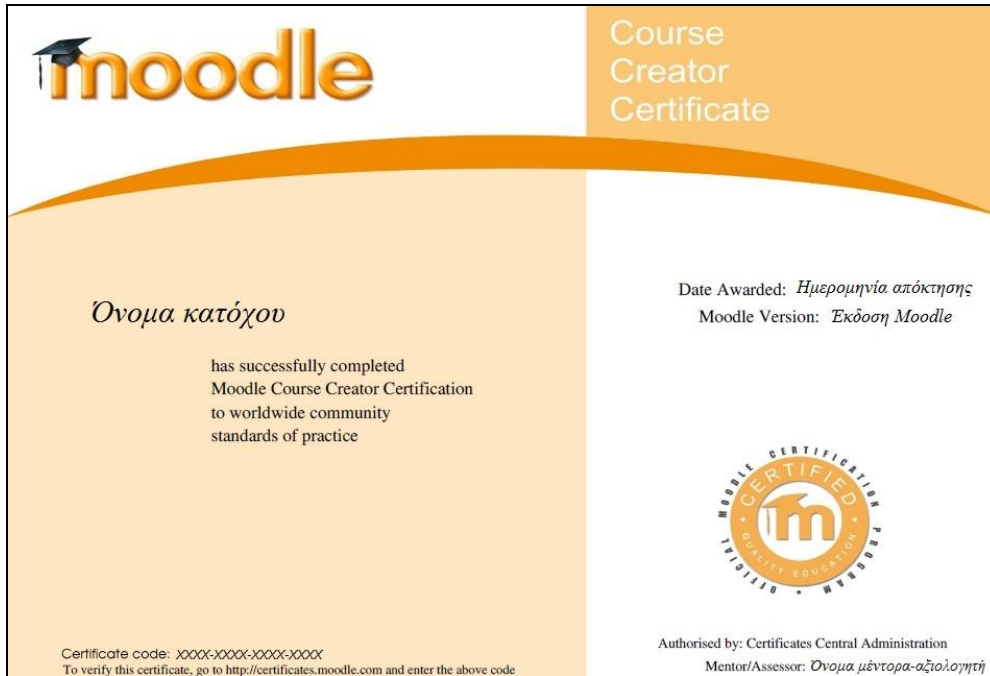 moodle
Course
Creator
Certificate
Όνομα κατόχου
has successfully completed
Moodle Course Creator Certification
to worldwide community
standards of practice
Date Awarded: Ημερομηνία απόκτησης
Moodle Version: Έκδοση Moodle
OFFICIAL MOODLE CERTIFICATION PROGRAM
CERTIFIED
m
QUALITY EDUCATION
Certificate code: XXXX-XXXX-XXXX-XXXX
To verify this certificate, go to http://certificates.moodle.com and enter the above code
Authorised by: Certificates Central Administration
Mentor/Assessor: Όνομα μέντορα-αξιολογητή